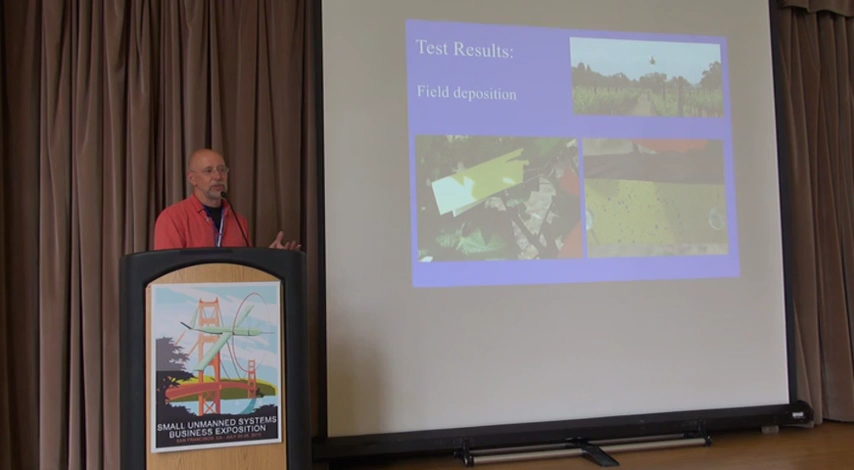 Test Results:
Field deposition
SMALL UNMANNED SYSTEMS
BUSINESS EXPOSITION